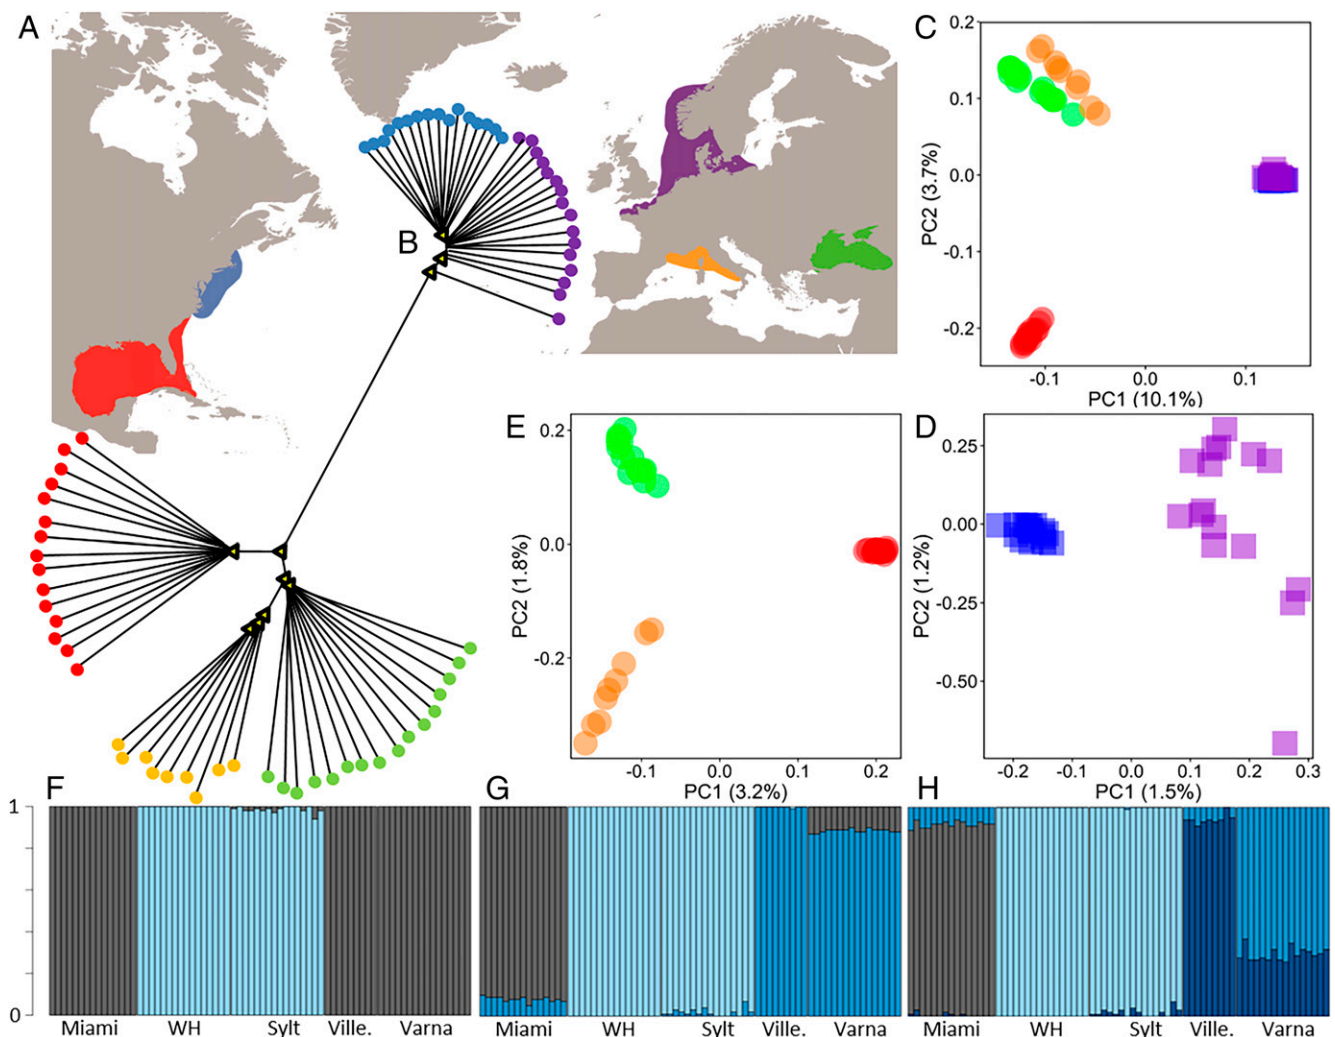 A
B
C
0.2
0.1
0.0
-0.1
-0.2
PC2 (3.7%)
-0.1 0.0 0.1
PC1 (10.1%)
E
0.2
0.0
-0.2
PC2 (1.8%)
-0.1 0.0 0.1 0.2
PC1 (3.2%)
D
0.25
0.00
-0.25
-0.50
PC2 (1.2%)
-0.2 -0.1 0.0 0.1 0.2 0.3
PC1 (1.5%)
F
1
0
Miami WH Sylt Ville. Varna
G
Miami WH Sylt Ville. Varna
H
Miami WH Sylt Ville. Varna